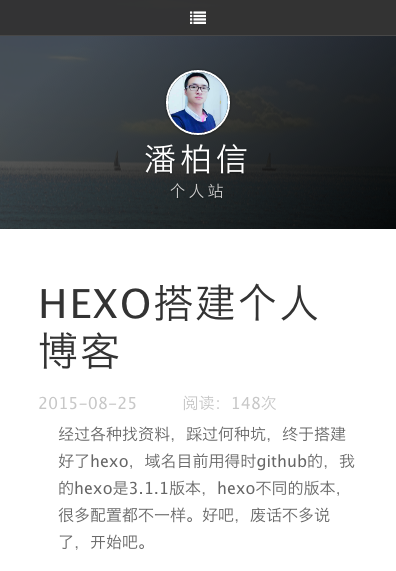 潘柏信
个人站
HEXO搭建个人
博客
2015-08-25 阅读：148次
经过各种找资料，踩过何种坑，终于搭建
好了hexo，域名目前用得时github的，我
的hexo是3.1.1版本，hexo不同的版本，
很多配置都不一样。好吧，废话不多说
了，开始吧。